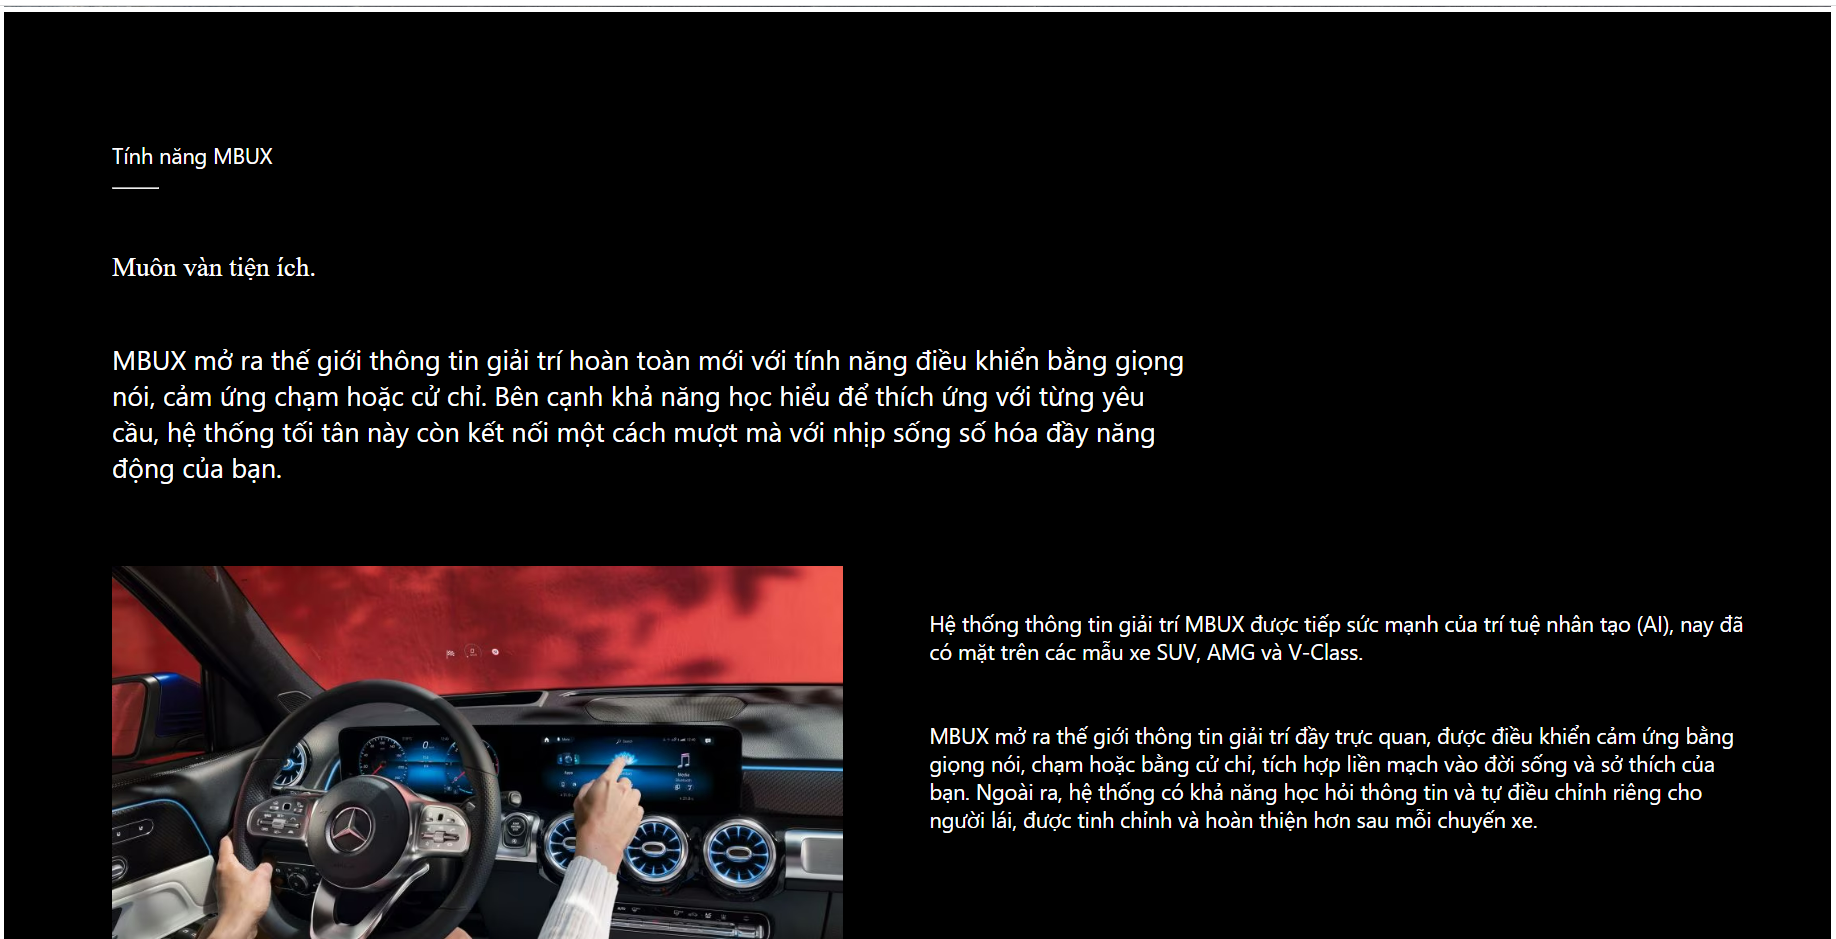 Tính năng MBUX
Muôn vàn tiện ích.
MBUX mở ra thế giới thông tin giải trí hoàn toàn mới với tính năng điều khiển bằng giọng
nói, cảm ứng chạm hoặc cử chỉ. Bên cạnh khả năng học hiểu để thích ứng với từng yêu
cầu, hệ thống tối tân này còn kết nối một cách mượt mà với nhịp sống số hóa đầy năng
động của bạn.
Hệ thống thông tin giải trí MBUX được tiếp sức mạnh của trí tuệ nhân tạo (AI), nay đã
có mặt trên các mẫu xe SUV, AMG và V-Class.
MBUX mở ra thế giới thông tin giải trí đầy trực quan, được điều khiển cảm ứng bằng
giọng nói, chạm hoặc bằng cử chỉ, tích hợp liền mạch vào đời sống và sở thích của
bạn. Ngoài ra, hệ thống có khả năng học hỏi thông tin và tự điều chỉnh riêng cho
người lái, được tinh chỉnh và hoàn thiện hơn sau mỗi chuyến xe.